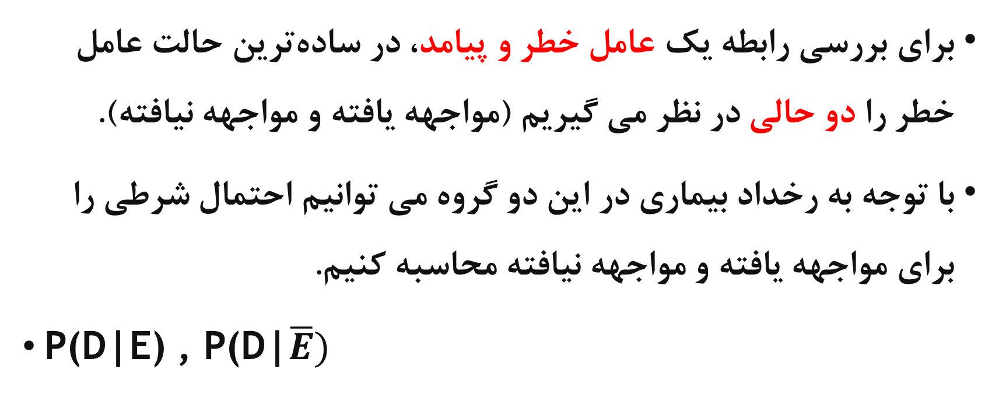 • برای بررسی رابطه یک عامل خطر و پیامد، در ساده‌ترین حالت عامل
خطر را دو حالی در نظر می گیریم (مواجهه یافته و مواجهه نیافته).
• با توجه به رخداد بیماری در این دو گروه می توانیم احتمال شرطی را
برای مواجهه یافته و مواجهه نیافته محاسبه کنیم.
• P(D|E) , P(D|E̅)